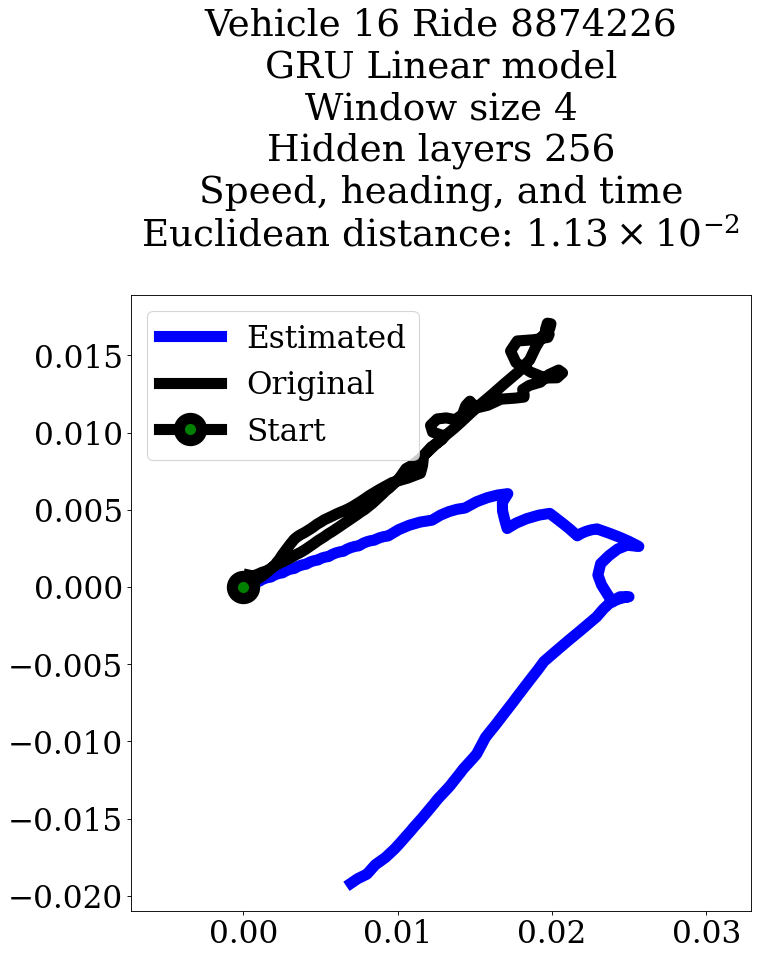 Vehicle 16 Ride 8874226
GRU Linear model
Window size 4
Hidden layers 256
Speed, heading, and time
Euclidean distance: 1.13 × 10⁻²
Estimated
Original
Start
0.015
0.010
0.005
0.000
−0.005
−0.010
−0.015
−0.020
0.00 0.01 0.02 0.03